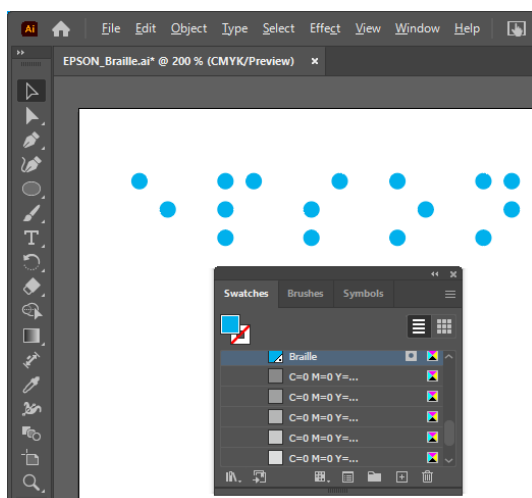 Ai File Edit Object Type Select Effect View Window Help
EPSON_Braille.ai* @ 200 % (CMYK/Preview) ×
⠑⠏⠎⠕⠝
Swatches Brushes Symbols
Braille
C=0 M=0 Y=...
C=0 M=0 Y=...
C=0 M=0 Y=...
C=0 M=0 Y=...
C=0 M=0 Y=...